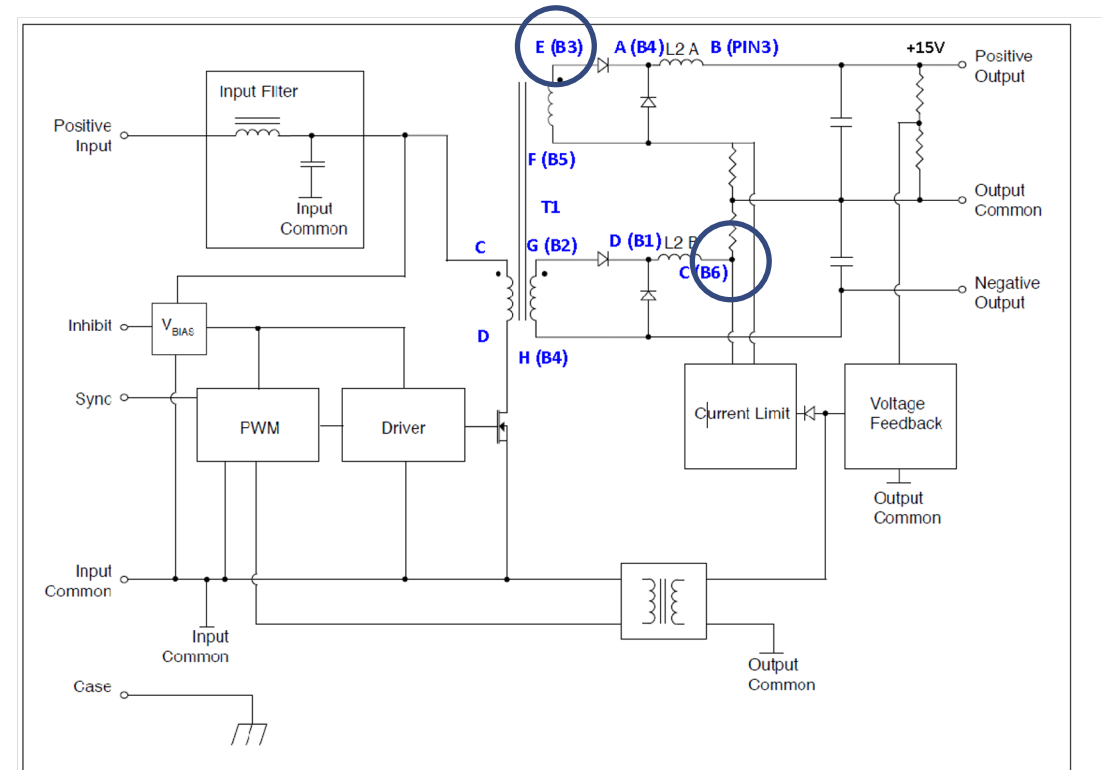 E (B3)
A (B4)
L2 A
B (PIN3)
+15V
Positive
Output
Input Filter
Positive
Input
Input
Common
F (B5)
T1
Output
Common
C
G (B2)
D (B1)
L2 B
C (B6)
Negative
Output
Inhibit
VBIAS
D
H (B4)
Sync
PWM
Driver
Current Limit
Voltage
Feedback
Output
Common
Input
Common
Input
Common
Output
Common
Case